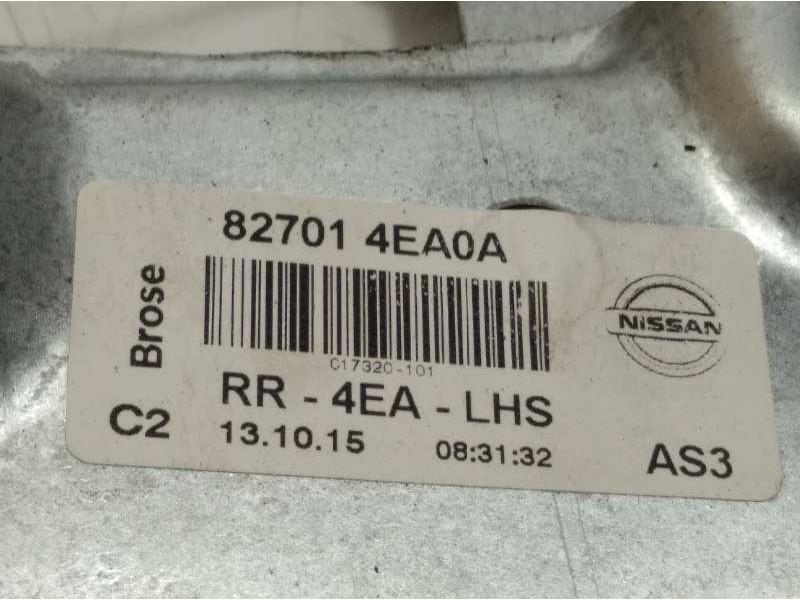 82701 4EA0A
Brose
NISSAN
C17320-101
RR - 4EA - LHS
C2
13.10.15
08:31:32
AS3